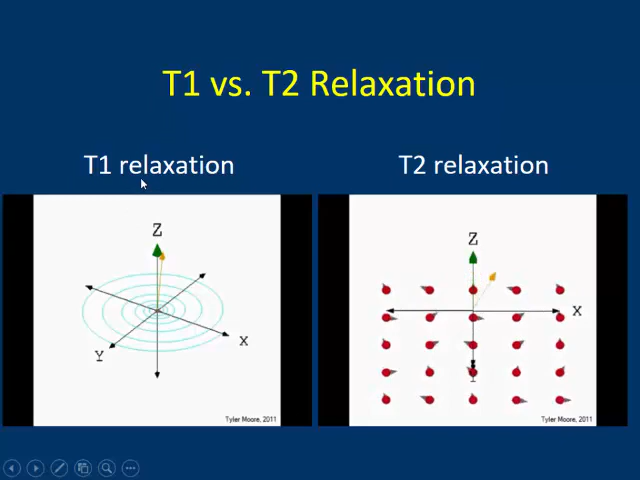 T1 vs. T2 Relaxation
T1 relaxation
T2 relaxation
Z
X
Y
Tyler Moore, 2011
Z
X
Tyler Moore, 2011